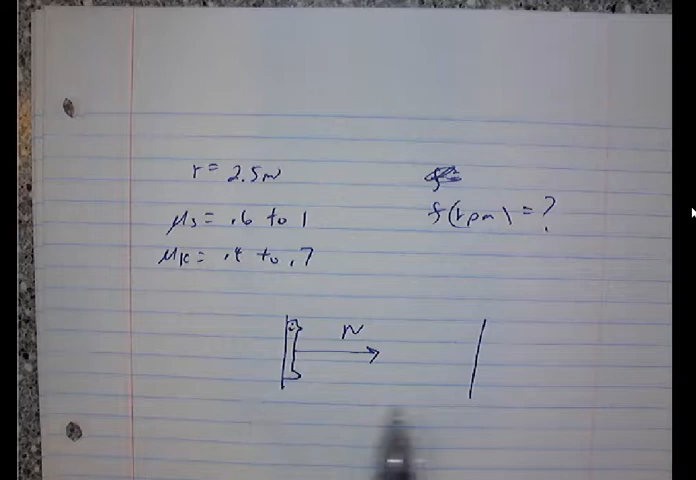 r = 2.5m
μs = .6 to 1
f(rpm) = ?
μk = .4 to .7
N